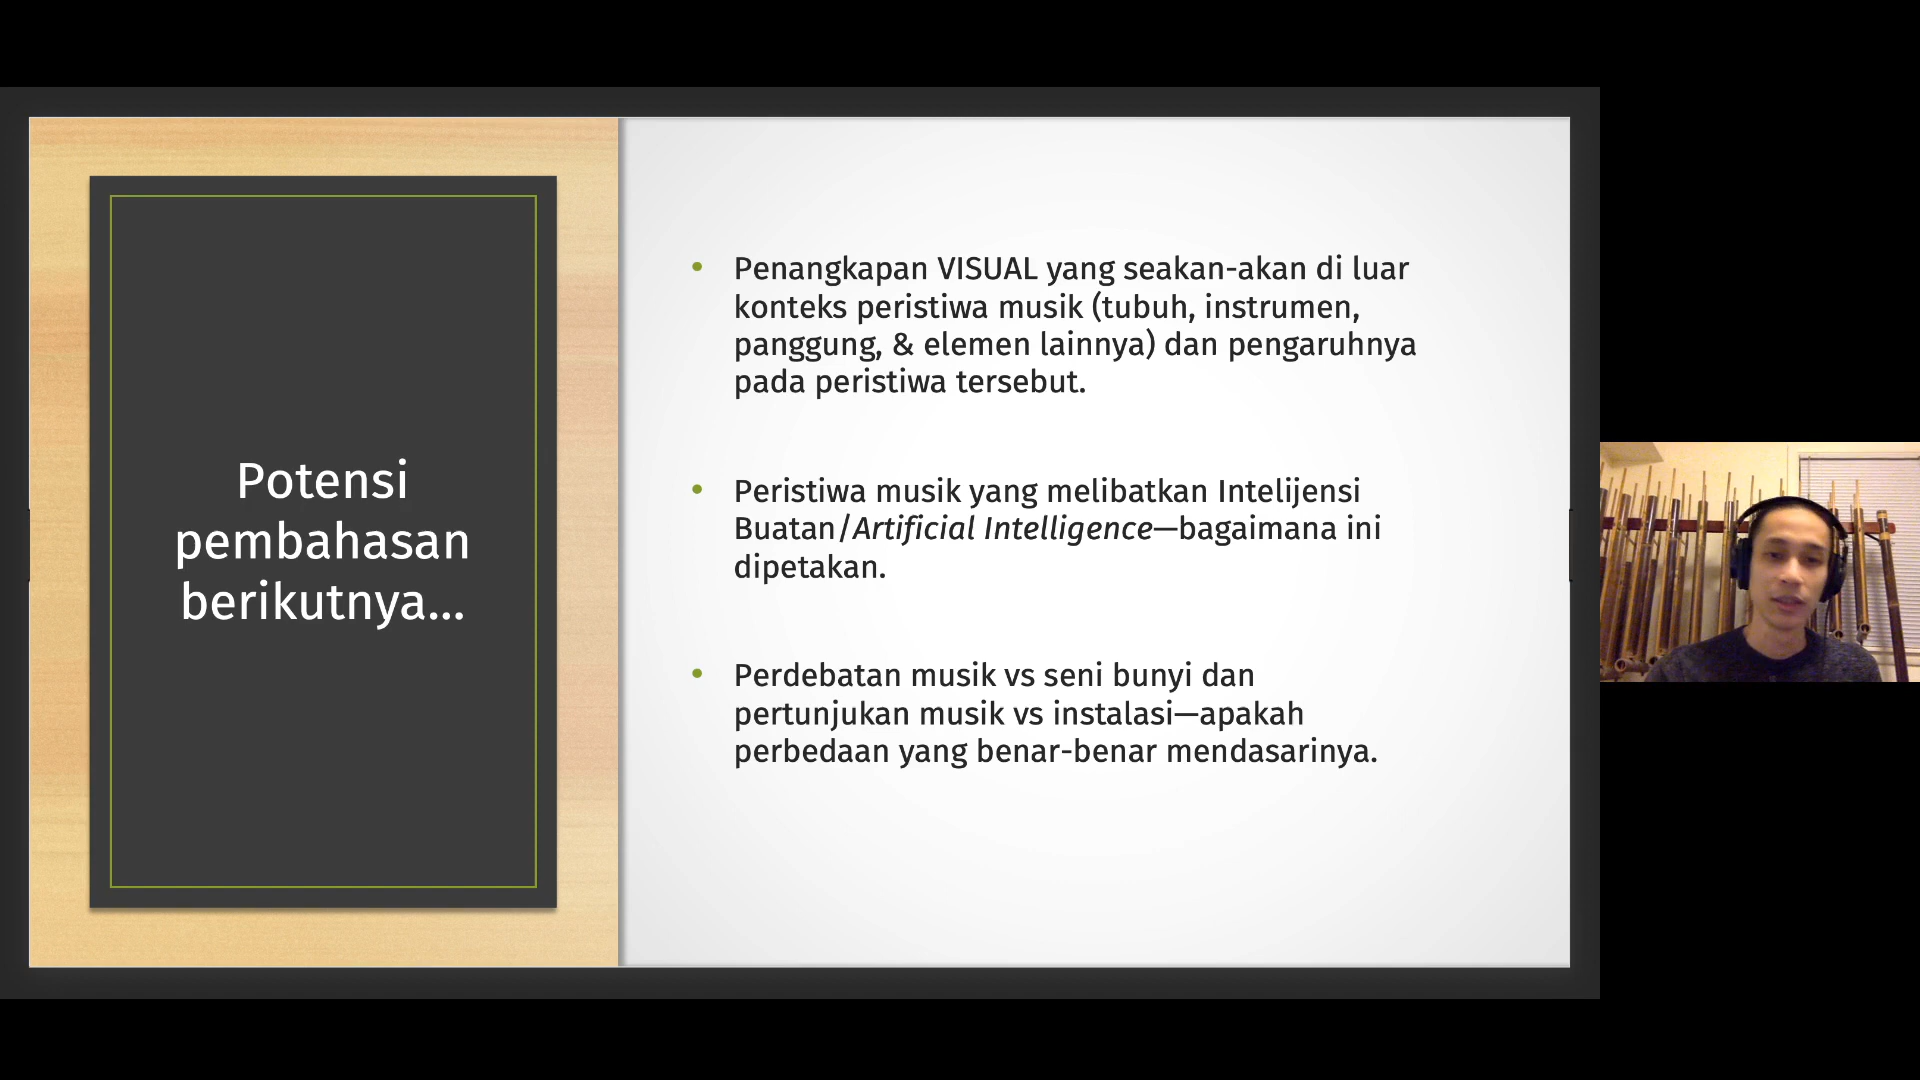 Potensi
pembahasan
berikutnya...
• Penangkapan VISUAL yang seakan-akan di luar
konteks peristiwa musik (tubuh, instrumen,
panggung, & elemen lainnya) dan pengaruhnya
pada peristiwa tersebut.
• Peristiwa musik yang melibatkan Intelijensi
Buatan/Artificial Intelligence—bagaimana ini
dipetakan.
• Perdebatan musik vs seni bunyi dan
pertunjukan musik vs instalasi—apakah
perbedaan yang benar-benar mendasarinya.